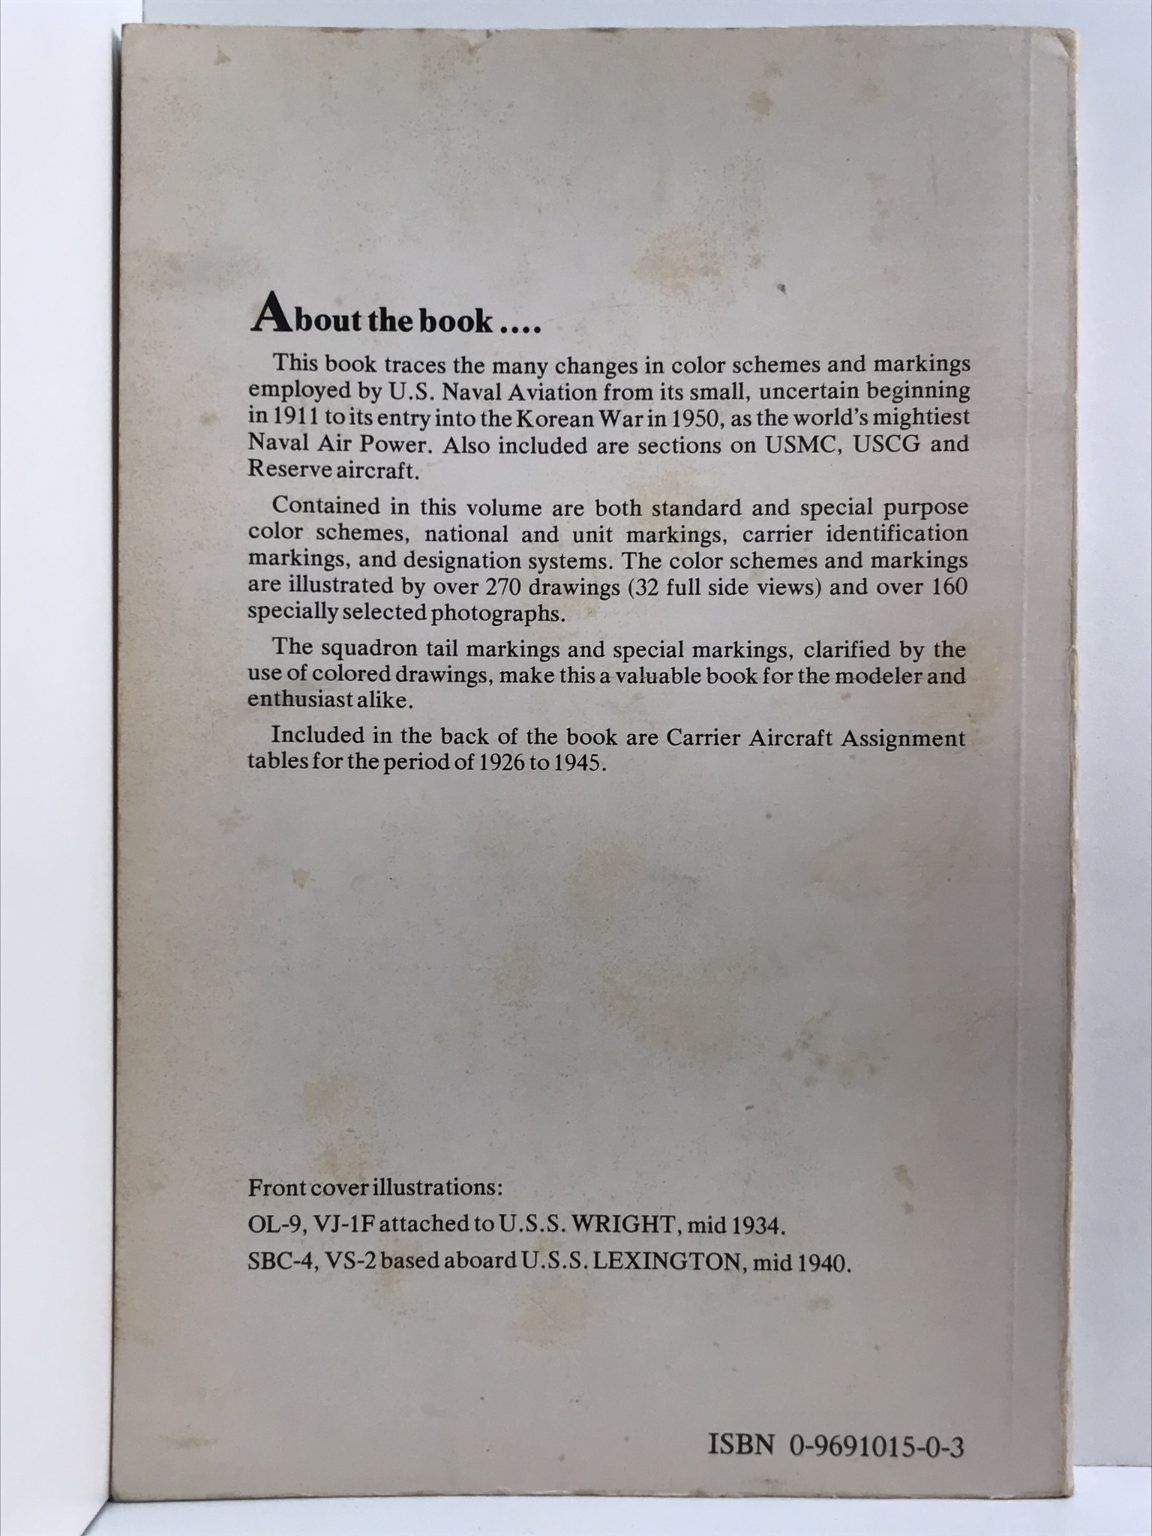 About the book ....
This book traces the many changes in color schemes and markings
employed by U.S. Naval Aviation from its small, uncertain beginning
in 1911 to its entry into the Korean War in 1950, as the world's mightiest
Naval Air Power. Also included are sections on USMC, USCG and
Reserve aircraft.
Contained in this volume are both standard and special purpose
color schemes, national and unit markings, carrier identification
markings, and designation systems. The color schemes and markings
are illustrated by over 270 drawings (32 full side views) and over 160
specially selected photographs.
The squadron tail markings and special markings, clarified by the
use of colored drawings, make this a valuable book for the modeler and
enthusiast alike.
Included in the back of the book are Carrier Aircraft Assignment
tables for the period of 1926 to 1945.
Front cover illustrations:
OL-9, VJ-1F attached to U.S.S. WRIGHT, mid 1934.
SBC-4, VS-2 based aboard U.S.S. LEXINGTON, mid 1940.
ISBN 0-9691015-0-3